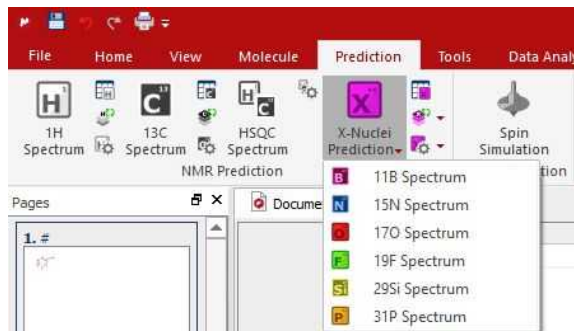 File Home View Molecule Prediction Tools Data Analy
H 13 C H C X
1H Spectrum 13C Spectrum HSQC Spectrum X-Nuclei Prediction Spin Simulation
NMR Prediction tion
Pages Docume
1. #
B 11B Spectrum
N 15N Spectrum
O 17O Spectrum
F 19F Spectrum
Si 29Si Spectrum
P 31P Spectrum